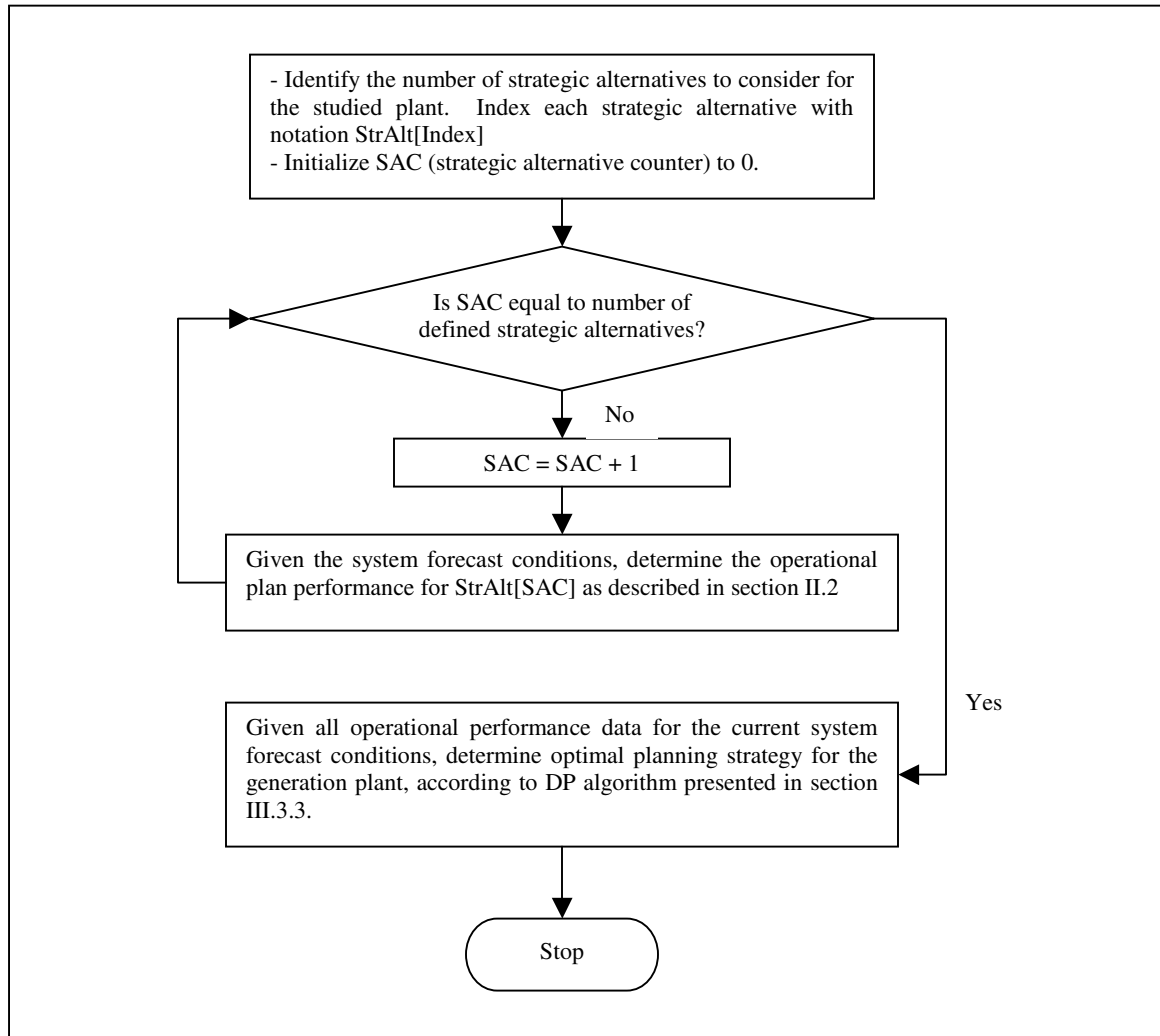 - Identify the number of strategic alternatives to consider for
the studied plant. Index each strategic alternative with
notation StrAlt[Index]
- Initialize SAC (strategic alternative counter) to 0.
Is SAC equal to number of
defined strategic alternatives?
No
SAC = SAC + 1
Given the system forecast conditions, determine the operational
plan performance for StrAlt[SAC] as described in section II.2
Yes
Given all operational performance data for the current system
forecast conditions, determine optimal planning strategy for the
generation plant, according to DP algorithm presented in section
III.3.3.
Stop